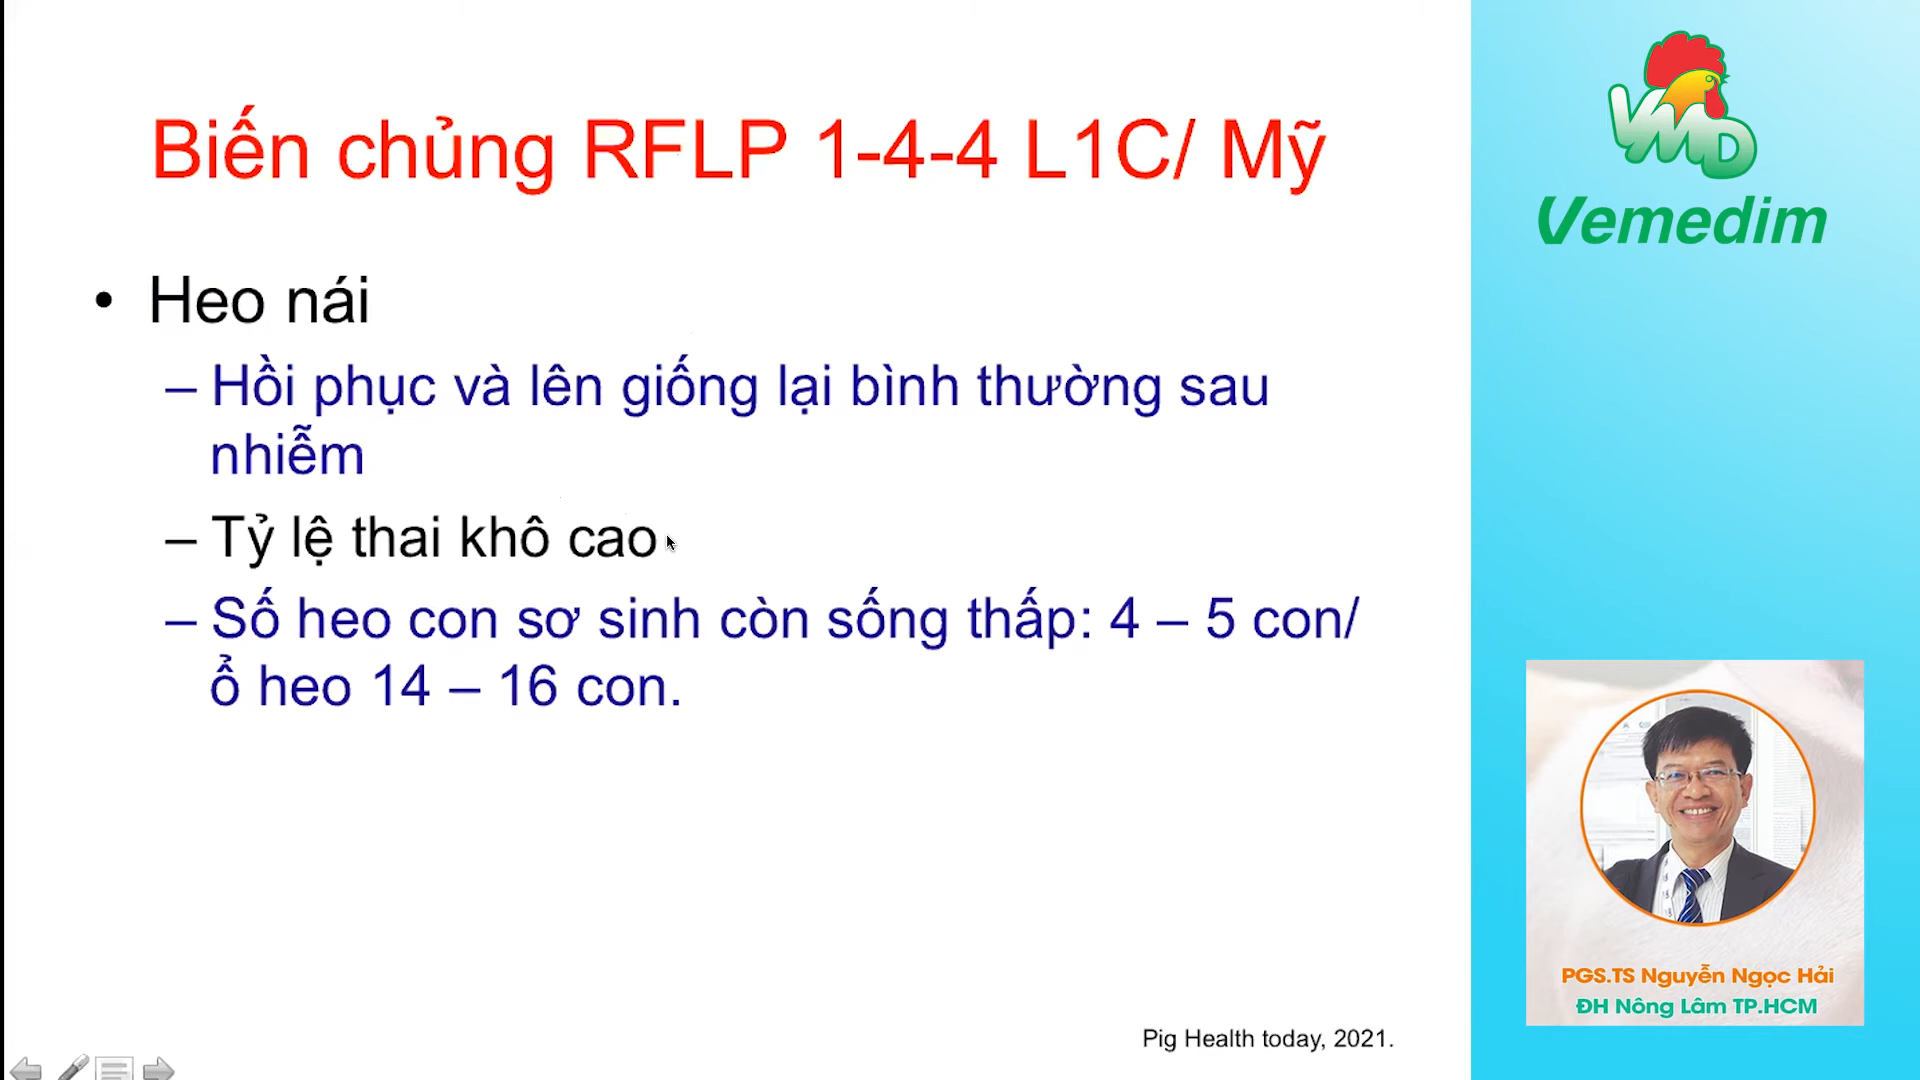 Biến chủng RFLP 1-4-4 L1C/ Mỹ
• Heo nái
– Hồi phục và lên giống lại bình thường sau
nhiễm
– Tỷ lệ thai khô cao
– Số heo con sơ sinh còn sống thấp: 4 – 5 con/
ổ heo 14 – 16 con.
Pig Health today, 2021.
VMD
Vemedim
PGS.TS Nguyễn Ngọc Hải
ĐH Nông Lâm TP.HCM